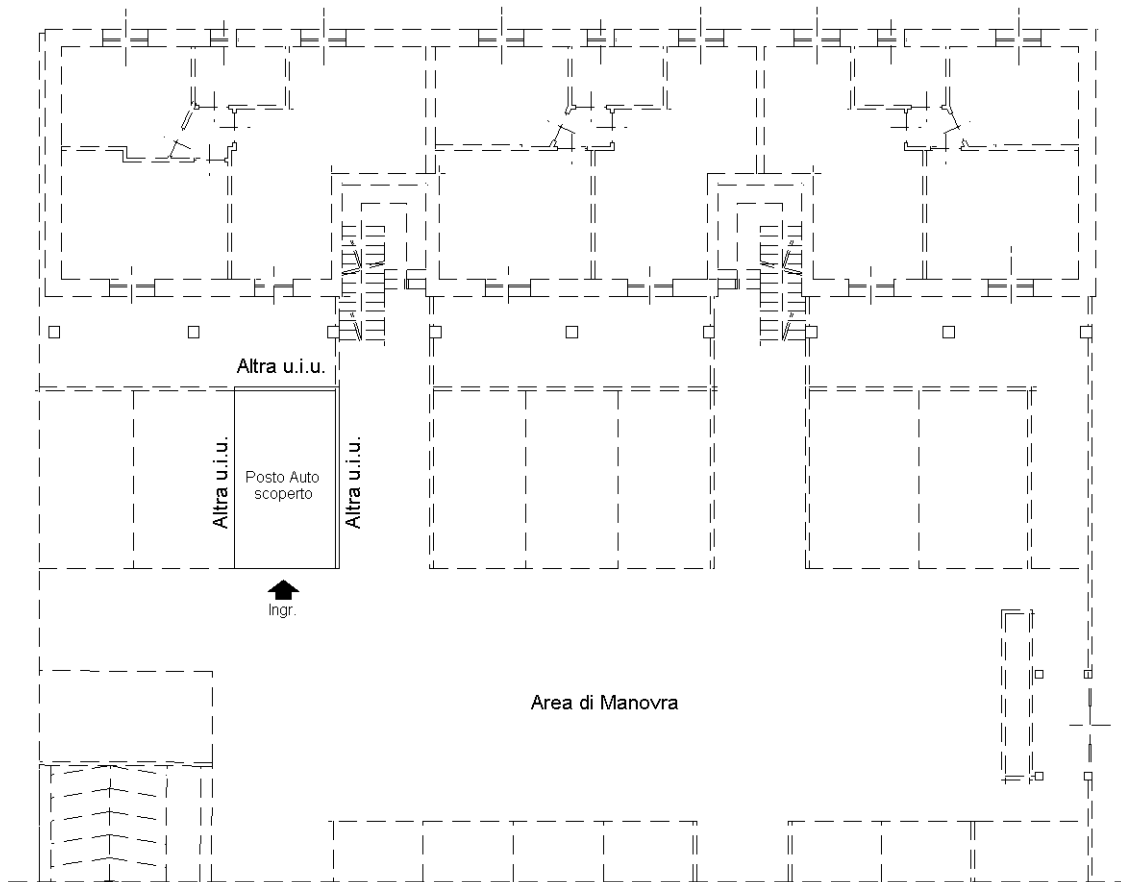 Altra u.i.u.
Altra u.i.u.
Posto Auto
scoperto
Altra u.i.u.
Ingr.
Area di Manovra